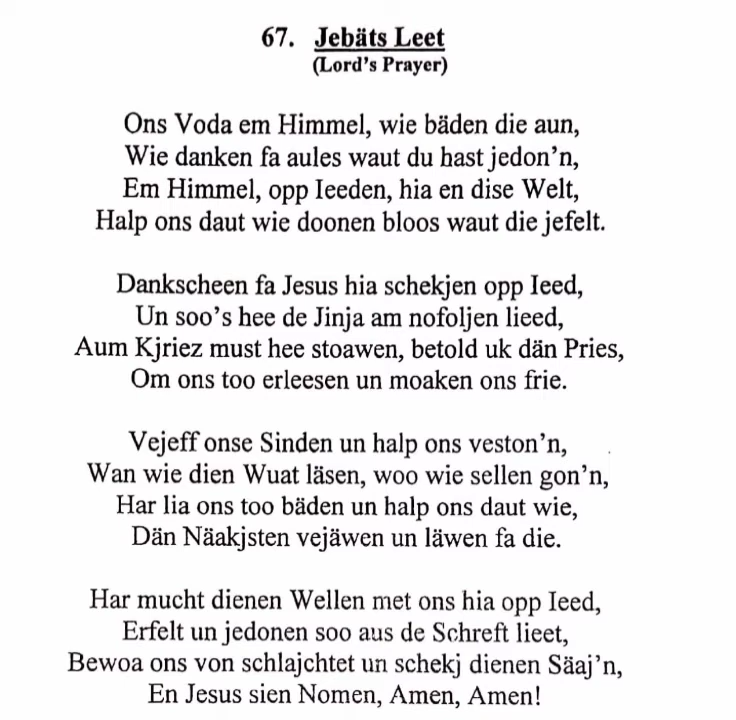 67. Jebäts Leet
(Lord's Prayer)
Ons Voda em Himmel, wie bäden die aun,
Wie danken fa aules waut du hast jedon'n,
Em Himmel, opp Ieeden, hia en dise Welt,
Halp ons daut wie doonen bloos waut die jefelt.
Dankscheen fa Jesus hia schekjen opp Ieed,
Un soo's hee de Jinja am nofoljen lieed,
Aum Kjriez must hee stoawen, betold uk dän Pries,
Om ons too erleesen un moaken ons frie.
Vejeff onse Sinden un halp ons veston'n,
Wan wie dien Wuat läsen, woo wie sellen gon'n,
Har lia ons too bäden un halp ons daut wie,
Dän Näakjsten vejäwen un läwen fa die.
Har mucht dienen Wellen met ons hia opp Ieed,
Erfelt un jedonen soo aus de Schreft lieet,
Bewoa ons von schlajchtet un schekj dienen Säaj'n,
En Jesus sien Nomen, Amen, Amen!